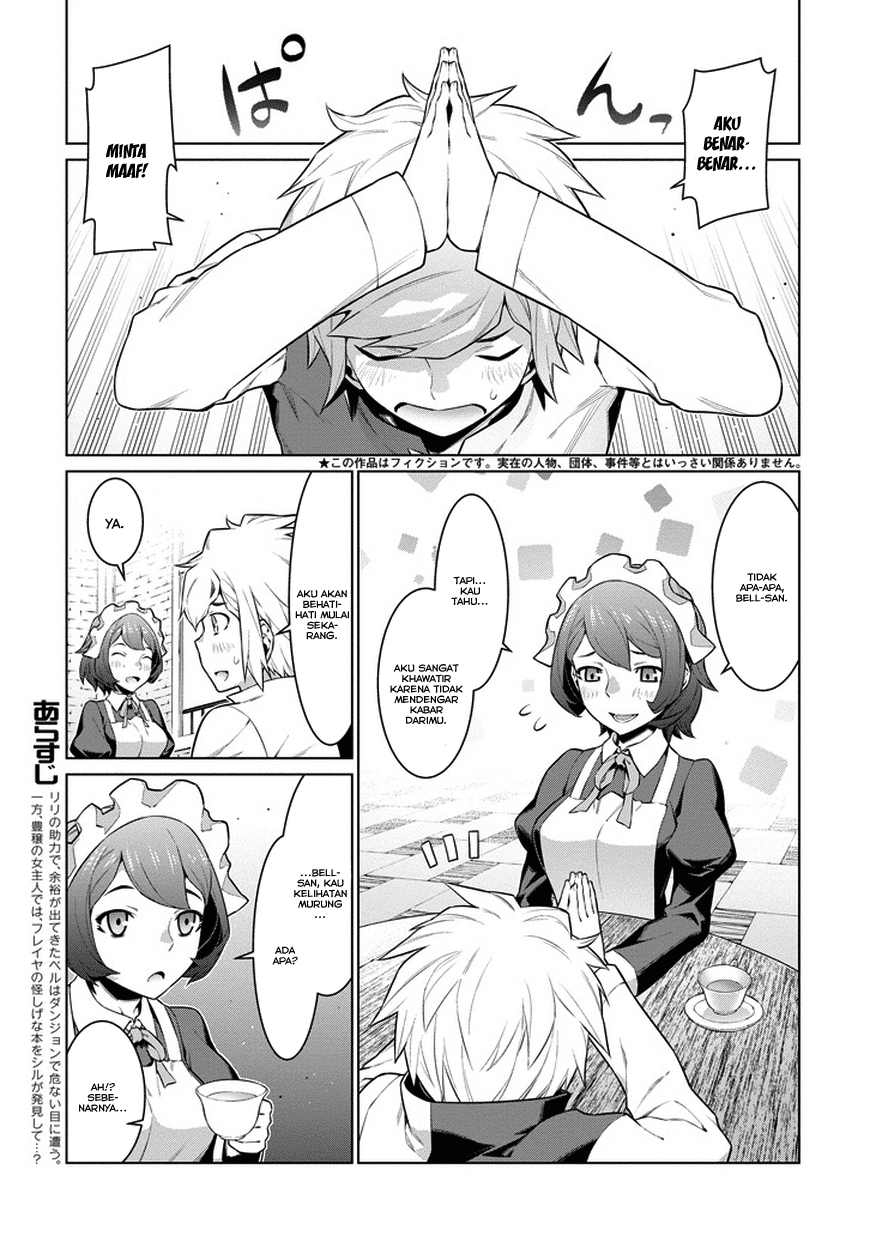 ぱ
んっ
AKU
BENAR-
BENAR...
MINTA
MAAF!
★この作品はフィクションです。実在の人物、団体、事件等とはいっさい関係ありません。
TIDAK
APA-APA,
BELL-SAN.
TAPI...
KAU
TAHU...
AKU SANGAT
KHAWATIR
KARENA TIDAK
MENDENGAR
KABAR
DARIMU.
AKU AKAN
BEHATI-
HATI MULAI
SEKA-
RANG.
YA.
...BELL-
SAN, KAU
KELIHATAN
MURUNG
...
ADA
APA?
AH!?
SEBE-
NARNYA...
あらすじ
リリの助力で、余裕が出てきたベルはダンジョンで危ない目に遭う。
一方、豊穣の女主人では、フレイヤの怪しげな本をシルが発見して…?